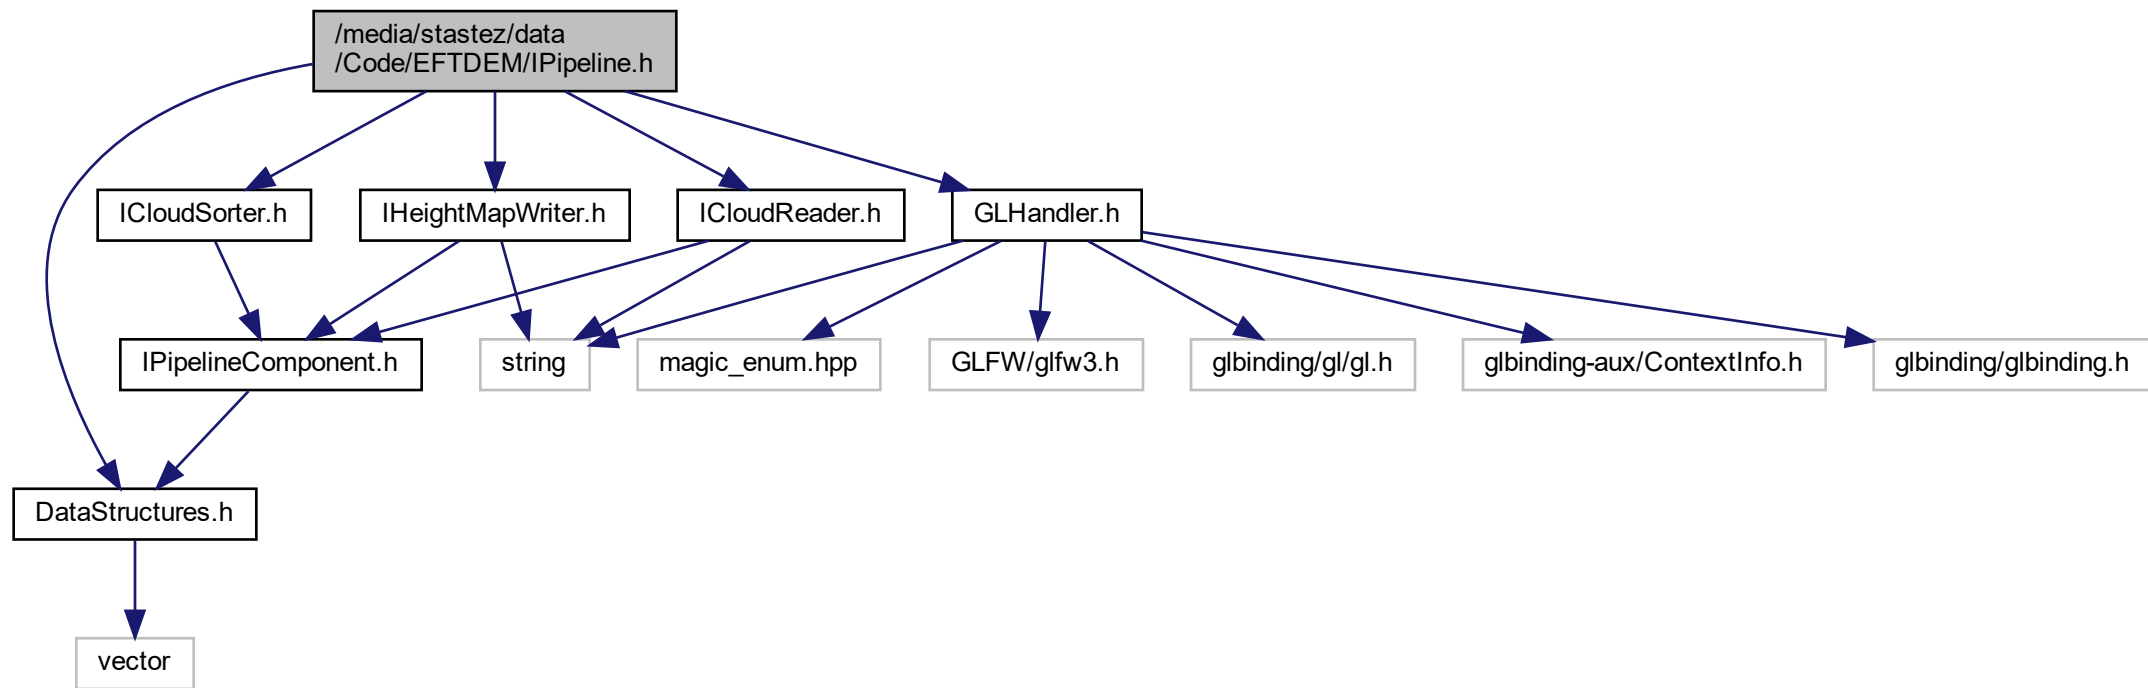 /media/stastez/data
/Code/EFTDEM/IPipeline.h
ICloudSorter.h
IHeightMapWriter.h
ICloudReader.h
GLHandler.h
IPipelineComponent.h
string
magic_enum.hpp
GLFW/glfw3.h
glbinding/gl/gl.h
glbinding-aux/ContextInfo.h
glbinding/glbinding.h
DataStructures.h
vector